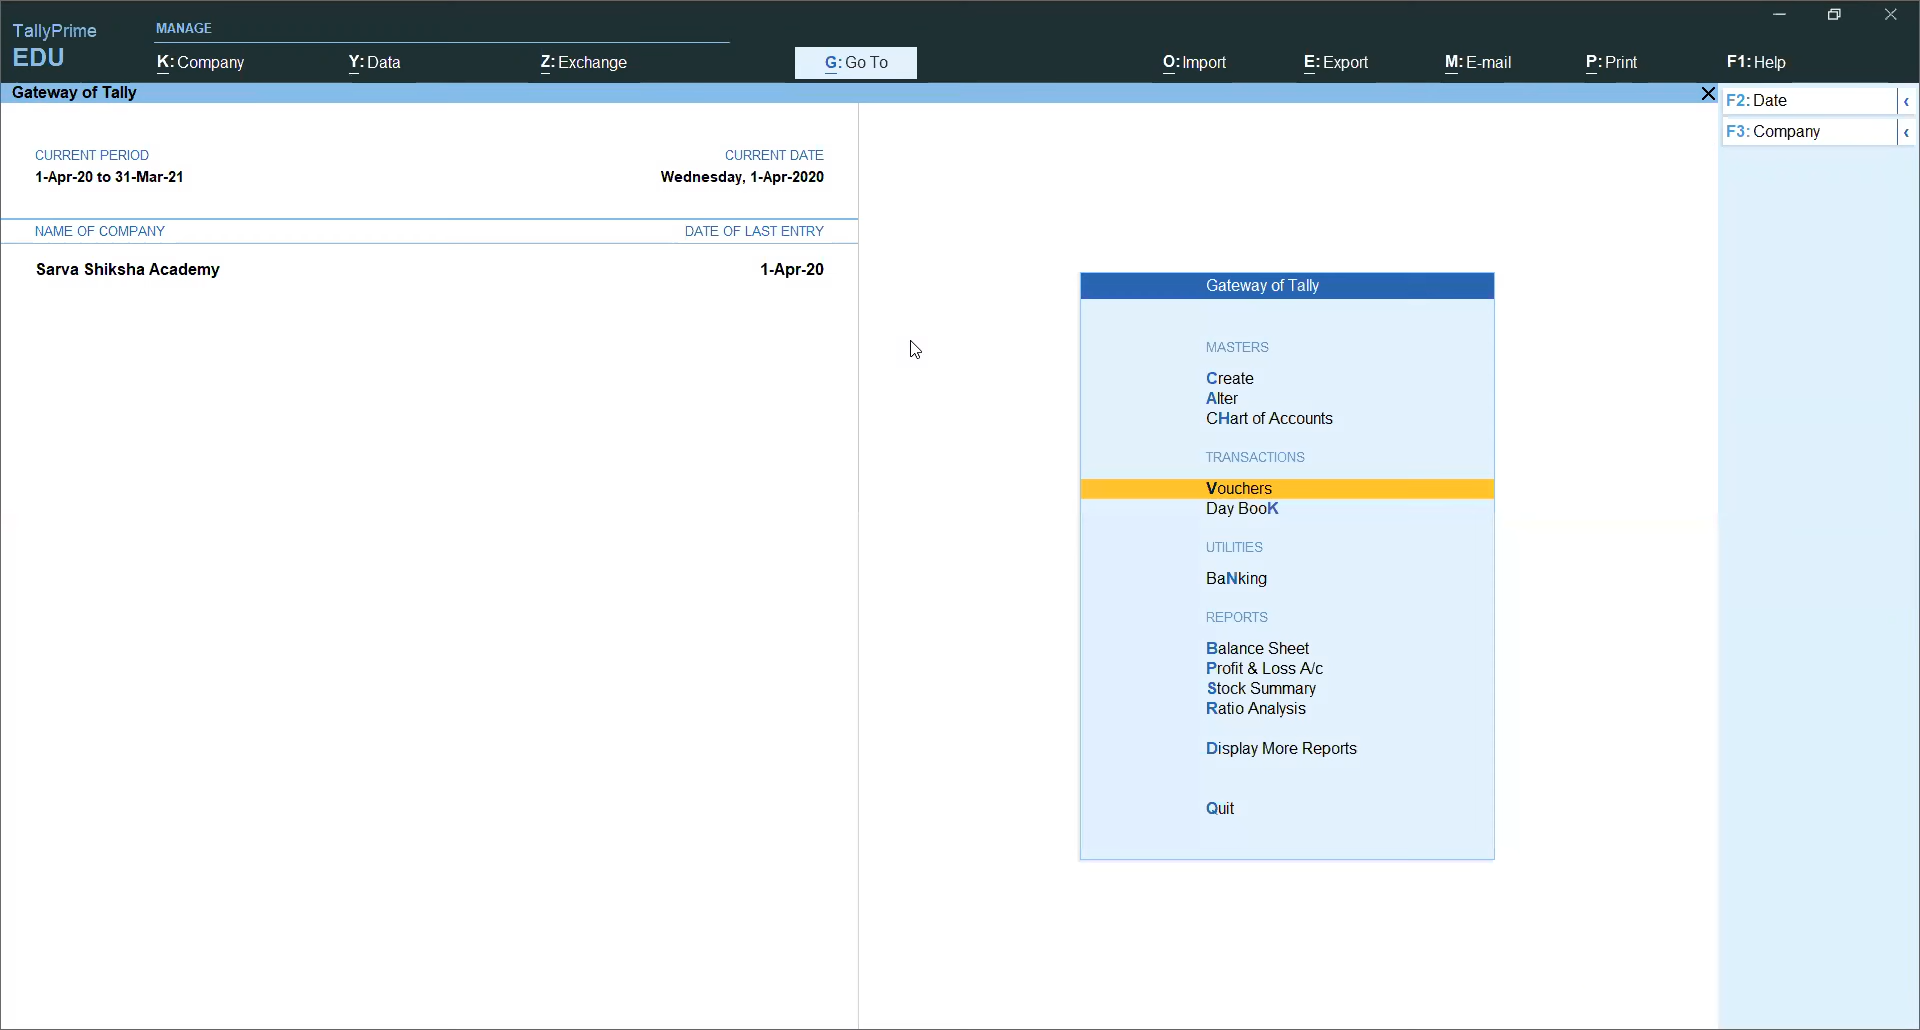 TallyPrime
EDU
MANAGE
K: Company
Y: Data
Z: Exchange
G: Go To
O: Import
E: Export
M: E-mail
P: Print
F1: Help
Gateway of Tally
F2: Date
F3: Company
CURRENT PERIOD
CURRENT DATE
1-Apr-20 to 31-Mar-21
Wednesday, 1-Apr-2020
NAME OF COMPANY
DATE OF LAST ENTRY
Sarva Shiksha Academy
1-Apr-20
Gateway of Tally
MASTERS
Create
Alter
CHart of Accounts
TRANSACTIONS
Vouchers
Day BooK
UTILITIES
BaNking
REPORTS
Balance Sheet
Profit & Loss A/c
Stock Summary
Ratio Analysis
Display More Reports
Quit